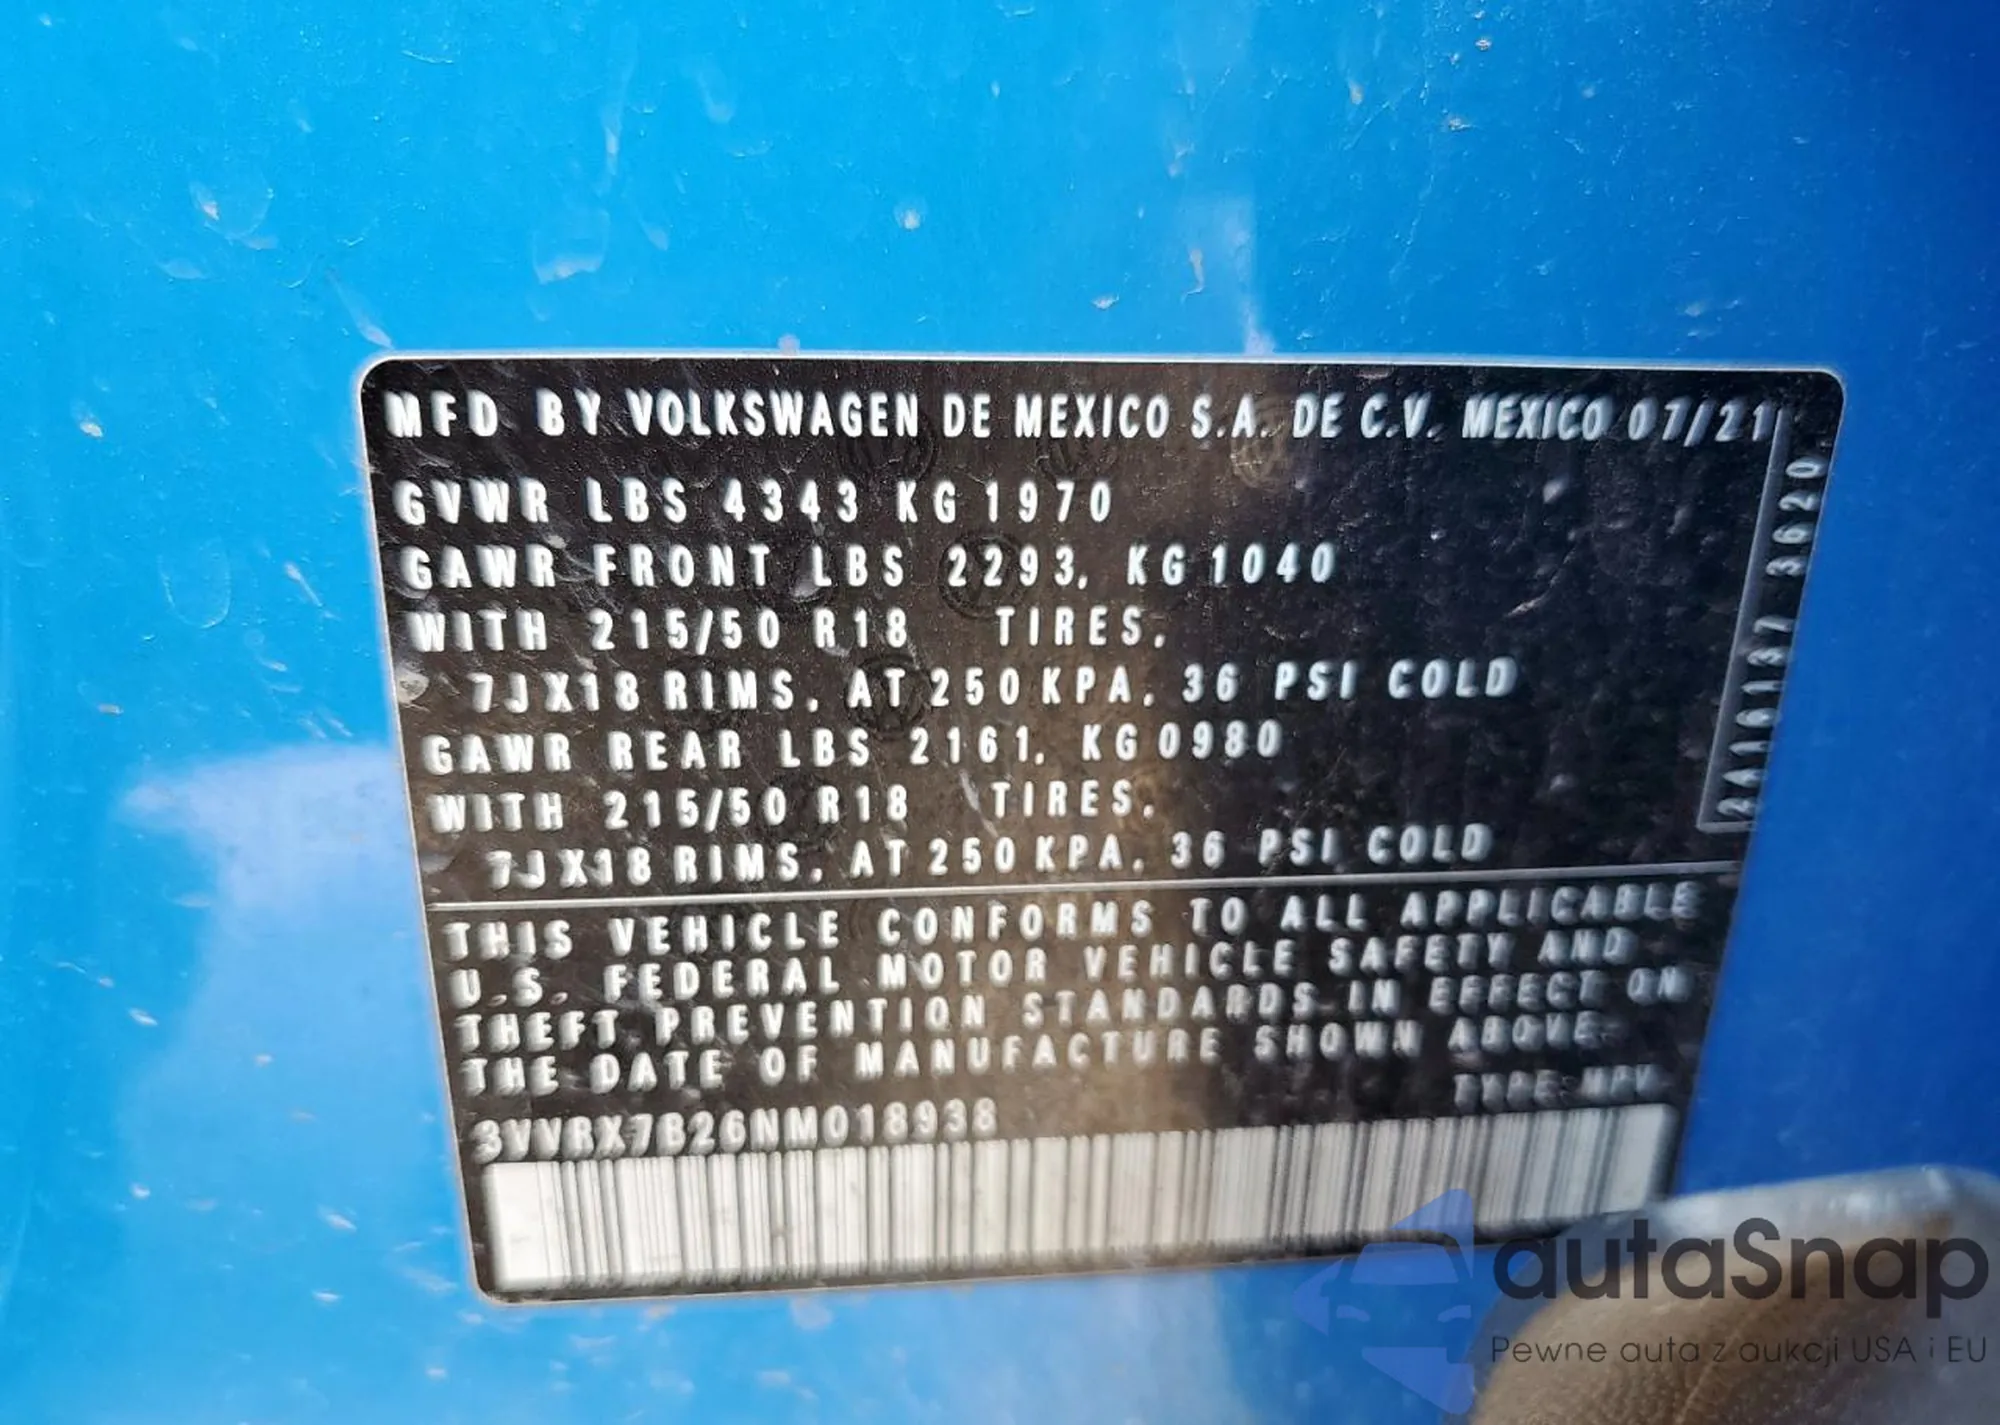 MFD BY VOLKSWAGEN DE MEXICO S.A. DE C.V. MEXICO 07/21
GVWR LBS 4343 KG 1970
GAWR FRONT LBS 2293, KG 1040
WITH 215/50 R18 TIRES,
7JX18 RIMS, AT 250 KPA, 36 PSI COLD
GAWR REAR LBS 2161, KG 0980
WITH 215/50 R18 TIRES,
7JX18 RIMS, AT 250 KPA, 36 PSI COLD
2A16137 3620
THIS VEHICLE CONFORMS TO ALL APPLICABLE
U.S. FEDERAL MOTOR VEHICLE SAFETY AND
THEFT PREVENTION STANDARDS IN EFFECT ON
THE DATE OF MANUFACTURE SHOWN ABOVE.
TYPE: MPV
3VVRX7B26NM018938
autaSnap
Pewne auta z aukcji USA i EU